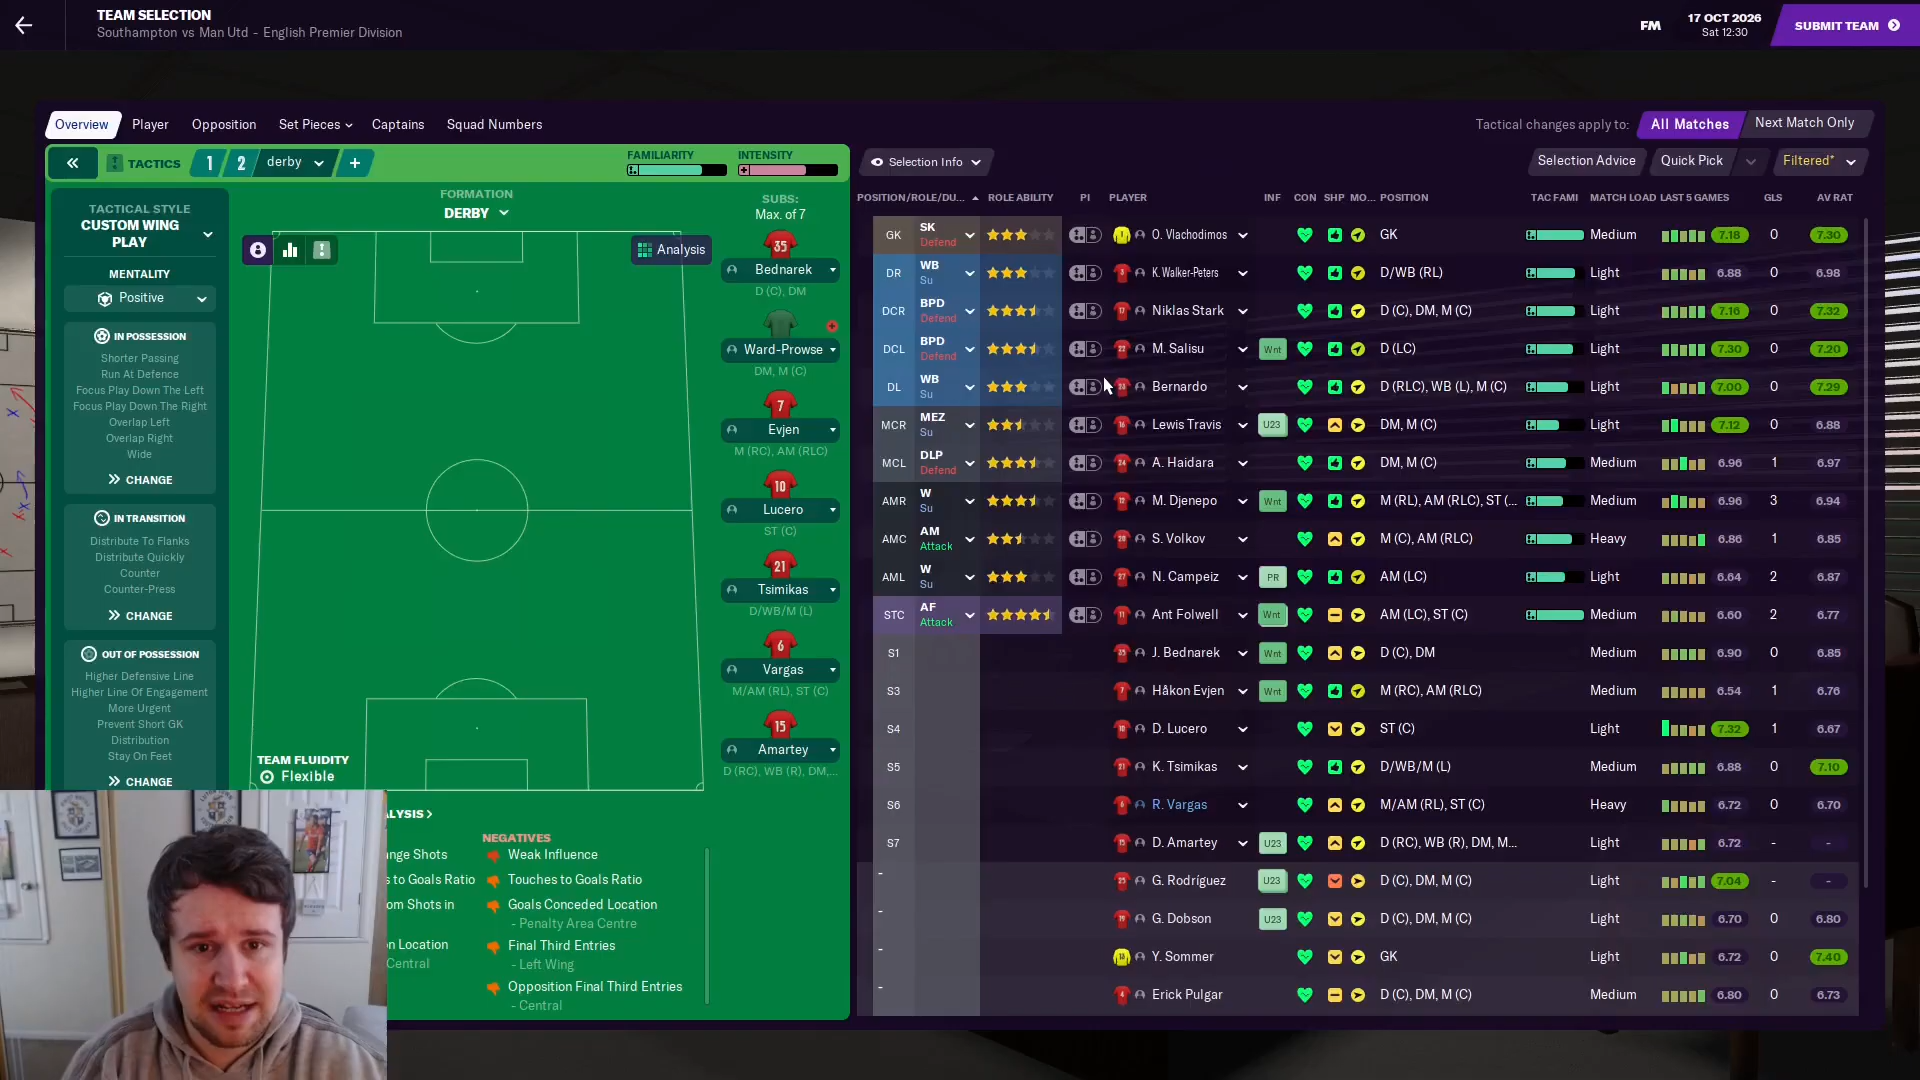 TEAM SELECTION
Southampton vs Man Utd - English Premier Division
FM
17 OCT 2026
Sat 12:30
SUBMIT TEAM
Overview
Player
Opposition
Set Pieces
Captains
Squad Numbers
Tactical changes apply to:
All Matches
Next Match Only
TACTICS
1
2
derby
+
FAMILIARITY
INTENSITY
Selection Info
Selection Advice
Quick Pick
Filtered*
TACTICAL STYLE
CUSTOM WING
PLAY
MENTALITY
Positive
IN POSSESSION
Shorter Passing
Run At Defence
Focus Play Down The Left
Focus Play Down The Right
Overlap Left
Overlap Right
Wide
CHANGE
IN TRANSITION
Distribute To Flanks
Distribute Quickly
Counter
Counter-Press
CHANGE
OUT OF POSSESSION
Higher Defensive Line
Higher Line Of Engagement
More Urgent
Prevent Short GK
Distribution
Stay On Feet
CHANGE
FORMATION
DERBY
Analysis
TEAM FLUIDITY
Flexible
SUBS:
Max. of 7
35
Bednarek
D (C), DM
Ward-Prowse
DM, M (C)
7
Evjen
M (RC), AM (RLC)
10
Lucero
ST (C)
21
Tsimikas
D/WB/M (L)
6
Vargas
M/AM (RL), ST (C)
15
Amartey
D (RC), WB (R), DM,...
ALYSIS
NEGATIVES
nge Shots
s to Goals Ratio
om Shots in
n Location
Central
Weak Influence
Touches to Goals Ratio
Goals Conceded Location
- Penalty Area Centre
Final Third Entries
- Left Wing
Opposition Final Third Entries
- Central
POSITION/ROLE/DU... ROLE ABILITY PI PLAYER INF CON SHP MO... POSITION TAC FAMI MATCH LOAD LAST 5 GAMES GLS AV RAT
GK SK Defend O. Vlachodimos GK Medium 7.18 0 7.30
DR WB Su K. Walker-Peters D/WB (RL) Light 6.88 0 6.98
DCR BPD Defend Niklas Stark D (C), DM, M (C) Light 7.16 0 7.32
DCL BPD Defend M. Salisu Wnt D (LC) Light 7.30 0 7.20
DL WB Su Bernardo D (RLC), WB (L), M (C) Light 7.00 0 7.29
MCR MEZ Su Lewis Travis U23 DM, M (C) Light 7.12 0 6.88
MCL DLP Defend A. Haidara DM, M (C) Medium 6.96 1 6.97
AMR W Su M. Djenepo Wnt M (RL), AM (RLC), ST (... Medium 6.96 3 6.94
AMC AM Attack S. Volkov M (C), AM (RLC) Heavy 6.86 1 6.85
AML W Su N. Campeiz PR AM (LC) Light 6.64 2 6.87
STC AF Attack Ant Folwell Wnt AM (LC), ST (C) Medium 6.60 2 6.77
S1 J. Bednarek Wnt D (C), DM Medium 6.90 0 6.85
S3 Håkon Evjen Wnt M (RC), AM (RLC) Medium 6.54 1 6.76
S4 D. Lucero ST (C) Light 7.32 1 6.67
S5 K. Tsimikas D/WB/M (L) Medium 6.88 0 7.10
S6 R. Vargas M/AM (RL), ST (C) Heavy 6.72 0 6.70
S7 D. Amartey U23 D (RC), WB (R), DM, M... Light 6.72 - -
- G. Rodríguez U23 D (C), DM, M (C) Light 7.04 - -
- G. Dobson U23 D (C), DM, M (C) Light 6.70 0 6.80
- Y. Sommer GK Light 6.72 0 7.40
- Erick Pulgar D (C), DM, M (C) Medium 6.80 0 6.73